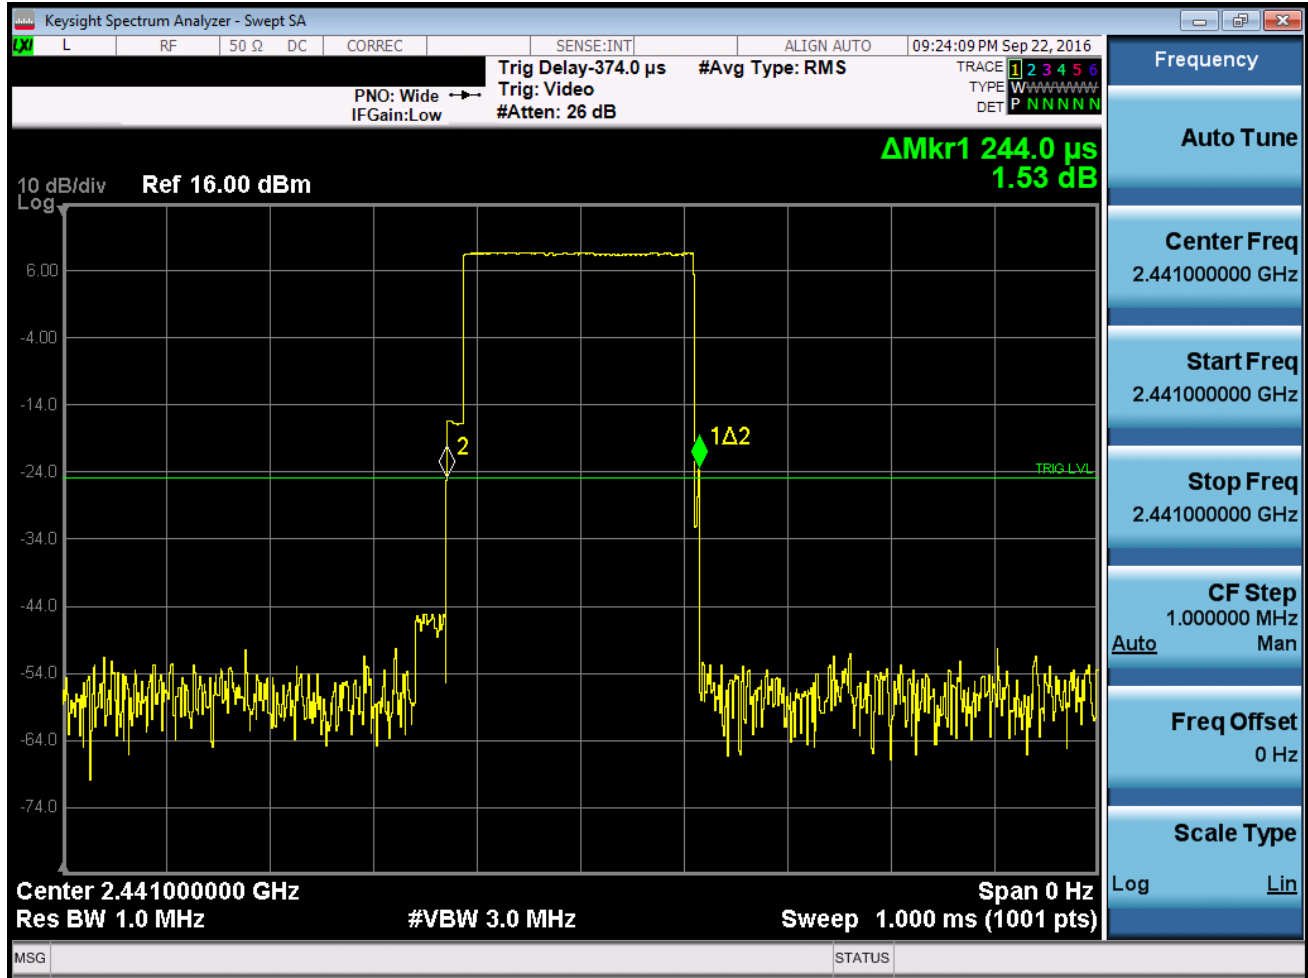 Keysight Spectrum Analyzer - Swept SA
LXI L RF 50 Ω DC CORREC SENSE:INT ALIGN AUTO 09:24:09 PM Sep 22, 2016
Trig Delay-374.0 µs #Avg Type: RMS TRACE 1 2 3 4 5 6
PNO: Wide Trig: Video TYPE WWWWWW
IFGain:Low #Atten: 26 dB DET P N N N N N
ΔMkr1 244.0 µs
1.53 dB
10 dB/div Ref 16.00 dBm
Log
6.00
-4.00
-14.0
-24.0
-34.0
-44.0
-54.0
-64.0
-74.0
2
1Δ2
TRIG LVL
Center 2.441000000 GHz Span 0 Hz
Res BW 1.0 MHz #VBW 3.0 MHz Sweep 1.000 ms (1001 pts)
MSG STATUS
Frequency
Auto Tune
Center Freq
2.441000000 GHz
Start Freq
2.441000000 GHz
Stop Freq
2.441000000 GHz
CF Step
1.000000 MHz
Auto Man
Freq Offset
0 Hz
Scale Type
Log Lin